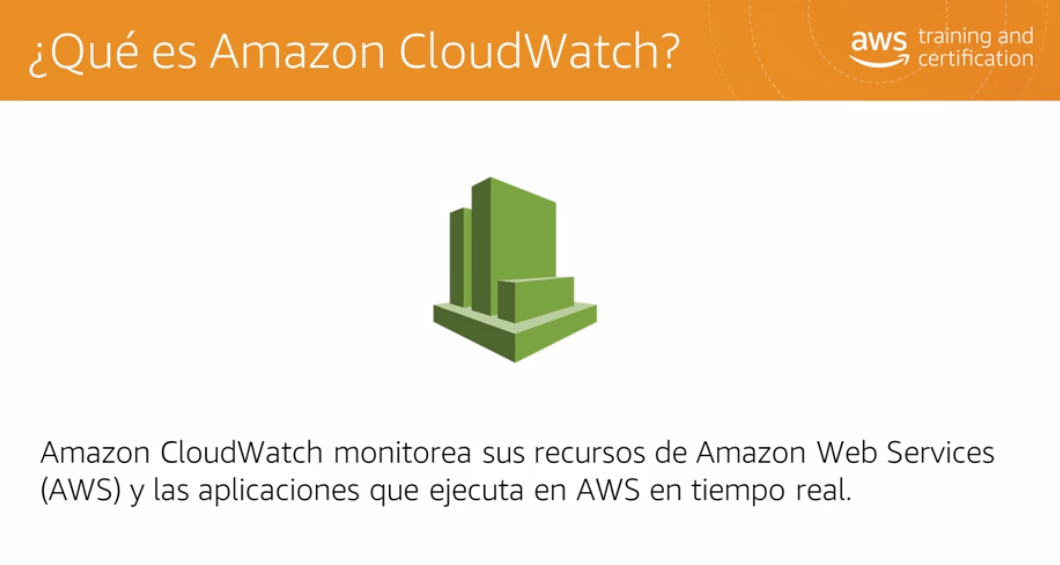 ¿Qué es Amazon CloudWatch?
aws training and
certification
Amazon CloudWatch monitorea sus recursos de Amazon Web Services
(AWS) y las aplicaciones que ejecuta en AWS en tiempo real.